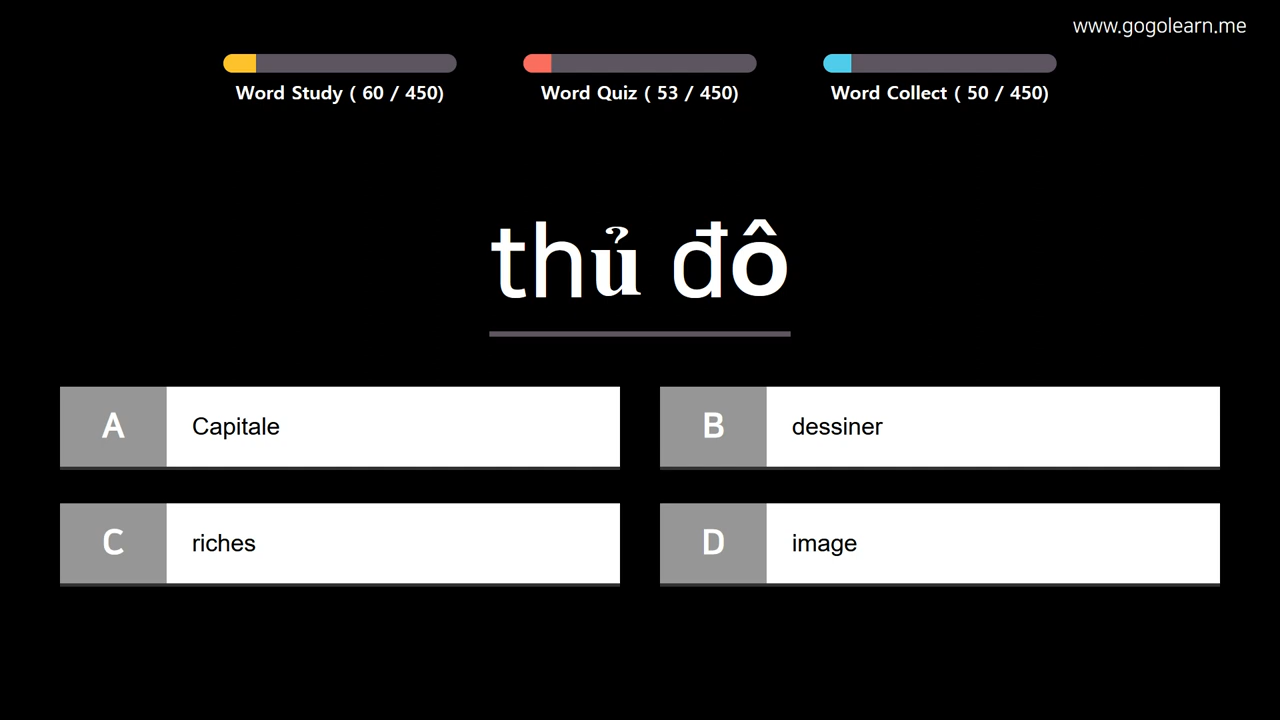 www.gogolearn.me
Word Study ( 60 / 450)
Word Quiz ( 53 / 450)
Word Collect ( 50 / 450)
thủ đô
A Capitale
B dessiner
C riches
D image